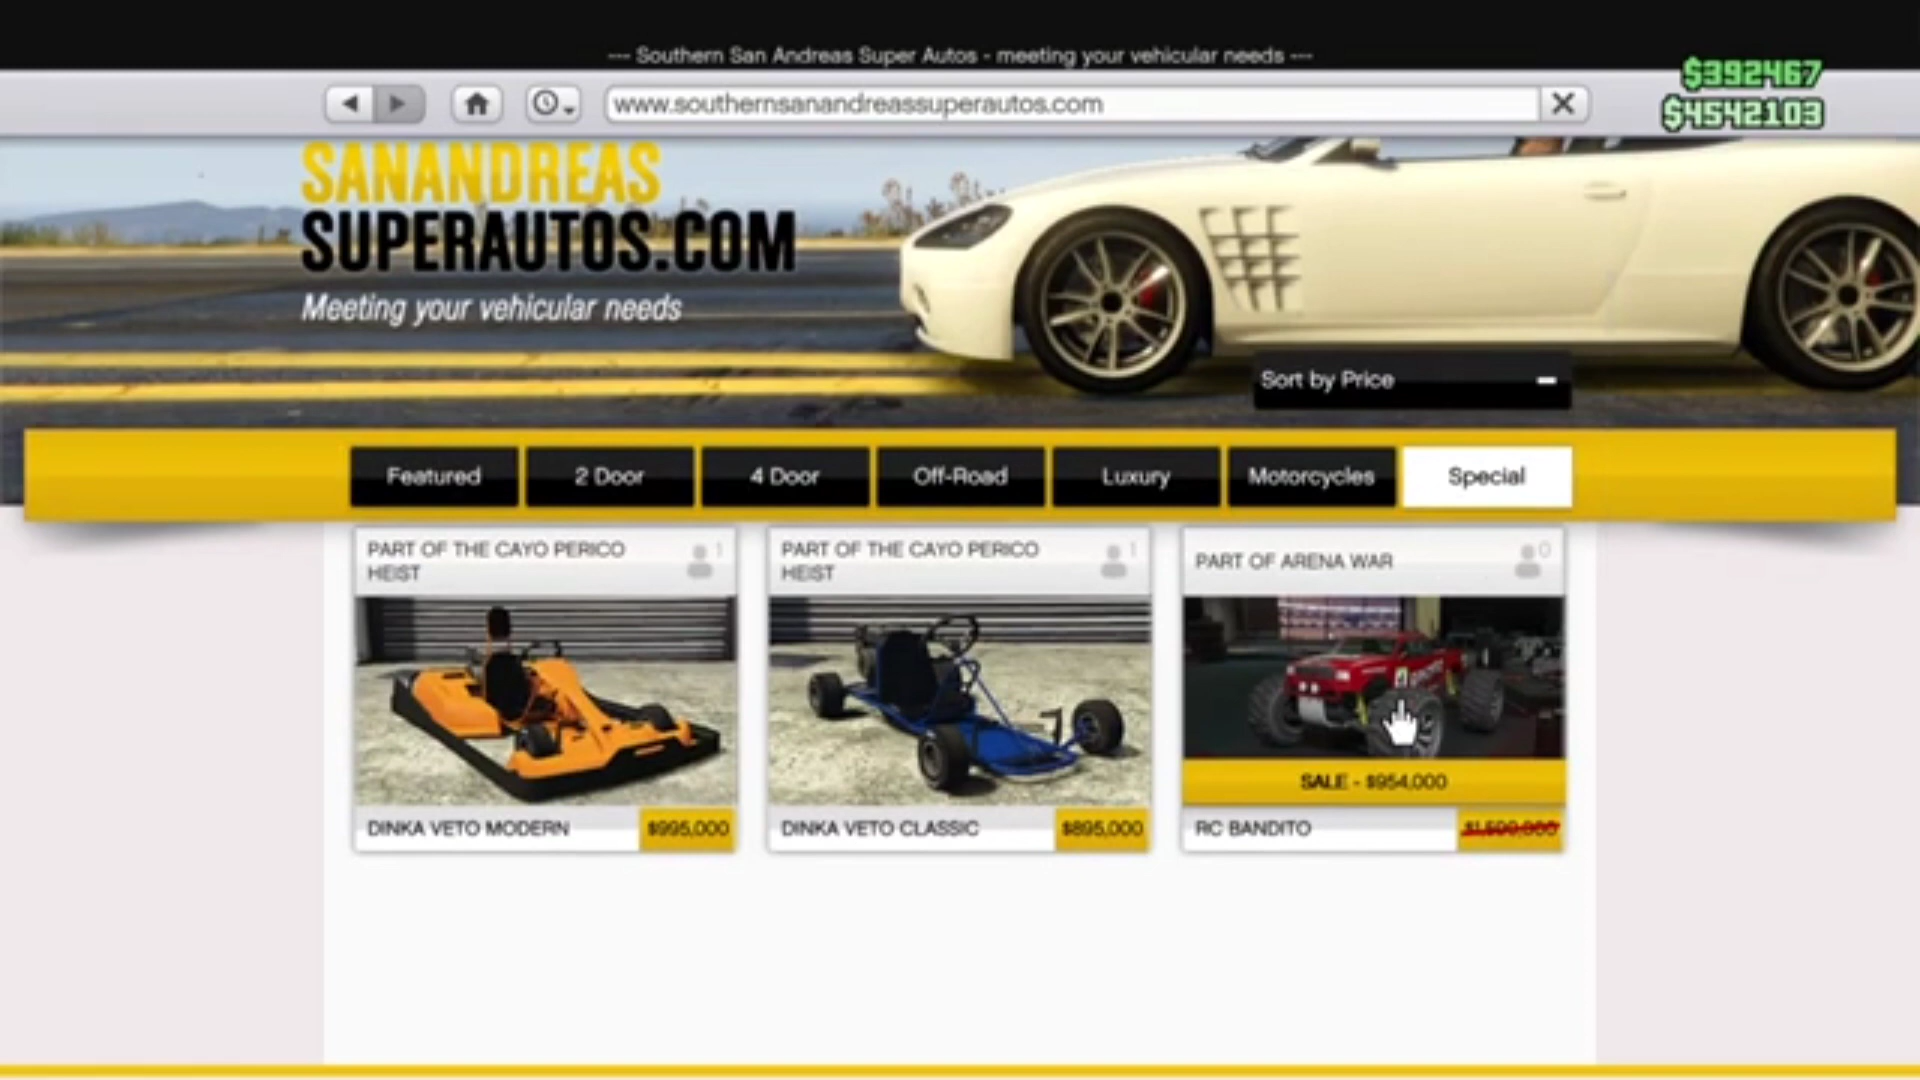 --- Southern San Andreas Super Autos - meeting your vehicular needs ---
www.southernsanandreassuperautos.com
$392467
$4542103
SANANDREAS
SUPERAUTOS.COM
Meeting your vehicular needs
Sort by Price
Featured
2 Door
4 Door
Off-Road
Luxury
Motorcycles
Special
PART OF THE CAYO PERICO
HEIST
1
DINKA VETO MODERN
$995,000
PART OF THE CAYO PERICO
HEIST
1
DINKA VETO CLASSIC
$895,000
PART OF ARENA WAR
0
SALE - $954,000
RC BANDITO